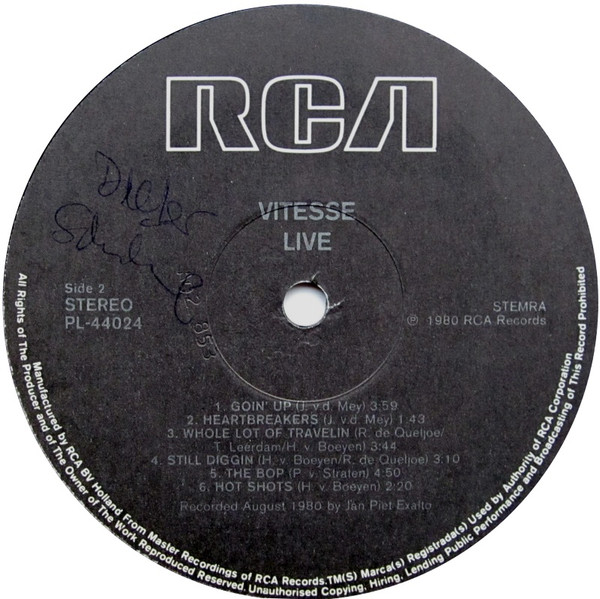 RCA
VITESSE
LIVE
Side 2
STEREO
PL-44024
STEMRA
℗ 1980 RCA Records
1. GOIN' UP (J. v.d. Mey) 3:59
2. HEARTBREAKERS (J. v.d. Mey) 1:43
3. WHOLE LOT OF TRAVELIN (R. de Queljoe/
T. Leerdam/H. v. Boeyen) 3:44
4. STILL DIGGIN (H. v. Boeyen/R. de Queljoe) 3:10
5. THE BOP (P. v. Straten) 4:50
6. HOT SHOTS (H. v. Boeyen) 2:20
Recorded August 1980 by Jan Piet Exalto
All Rights of The Producer and of The Owner of The Work Reproduced Reserved. Unauthorised Copying, Hiring, Lending Public Performance and Broadcasting of This Record Prohibited
Manufactured by RCA BV Holland From Master Recordings of RCA Records.TM(S) Marca(s) Registrada(s) Used by Authority of RCA Corporation